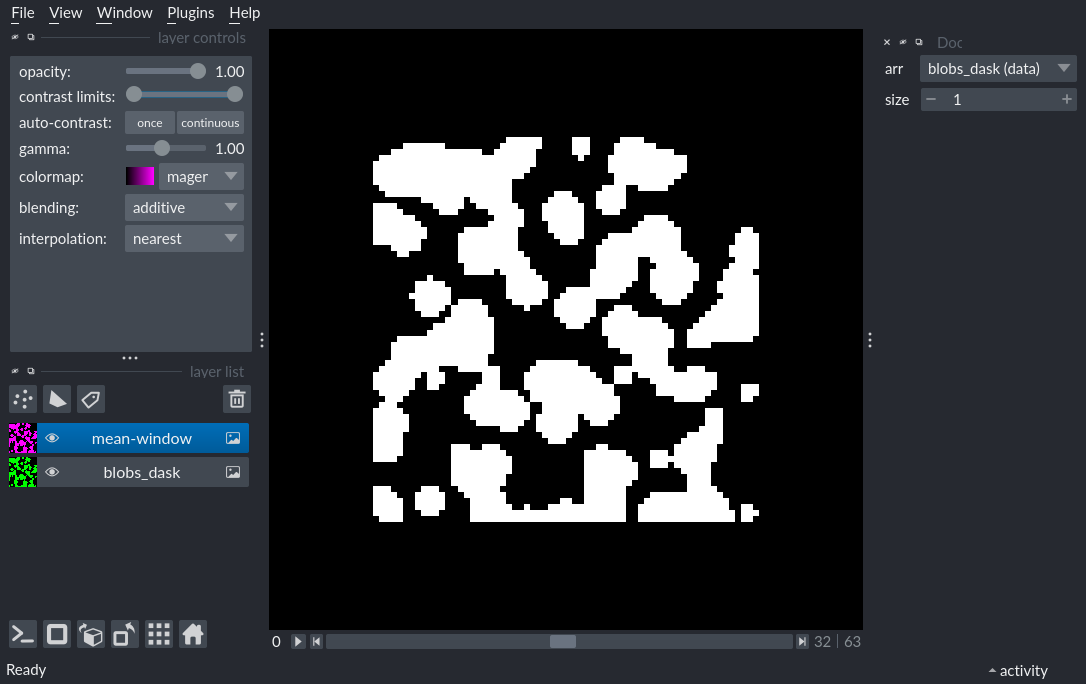 File View Window Plugins Help
layer controls
opacity: 1.00
contrast limits:
auto-contrast: once continuous
gamma: 1.00
colormap: mager
blending: additive
interpolation: nearest
layer list
mean-window
blobs_dask
0 32 63
Ready
Doc
arr blobs_dask (data)
size 1
activity